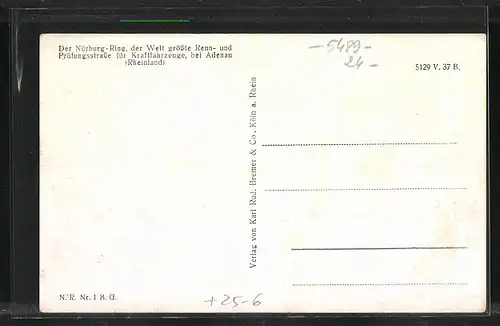 Der Nürburg-Ring, der Welt größte Renn- und
Prüfungsstraße für Kraftfahrzeuge, bei Adenau
(Rheinland)
-5489-
24-
5129 V. 37 B.
Verlag von Karl Rud. Bremer & Co., Köln a. Rhein
N. R. Nr. 1 B. G.
+25-6